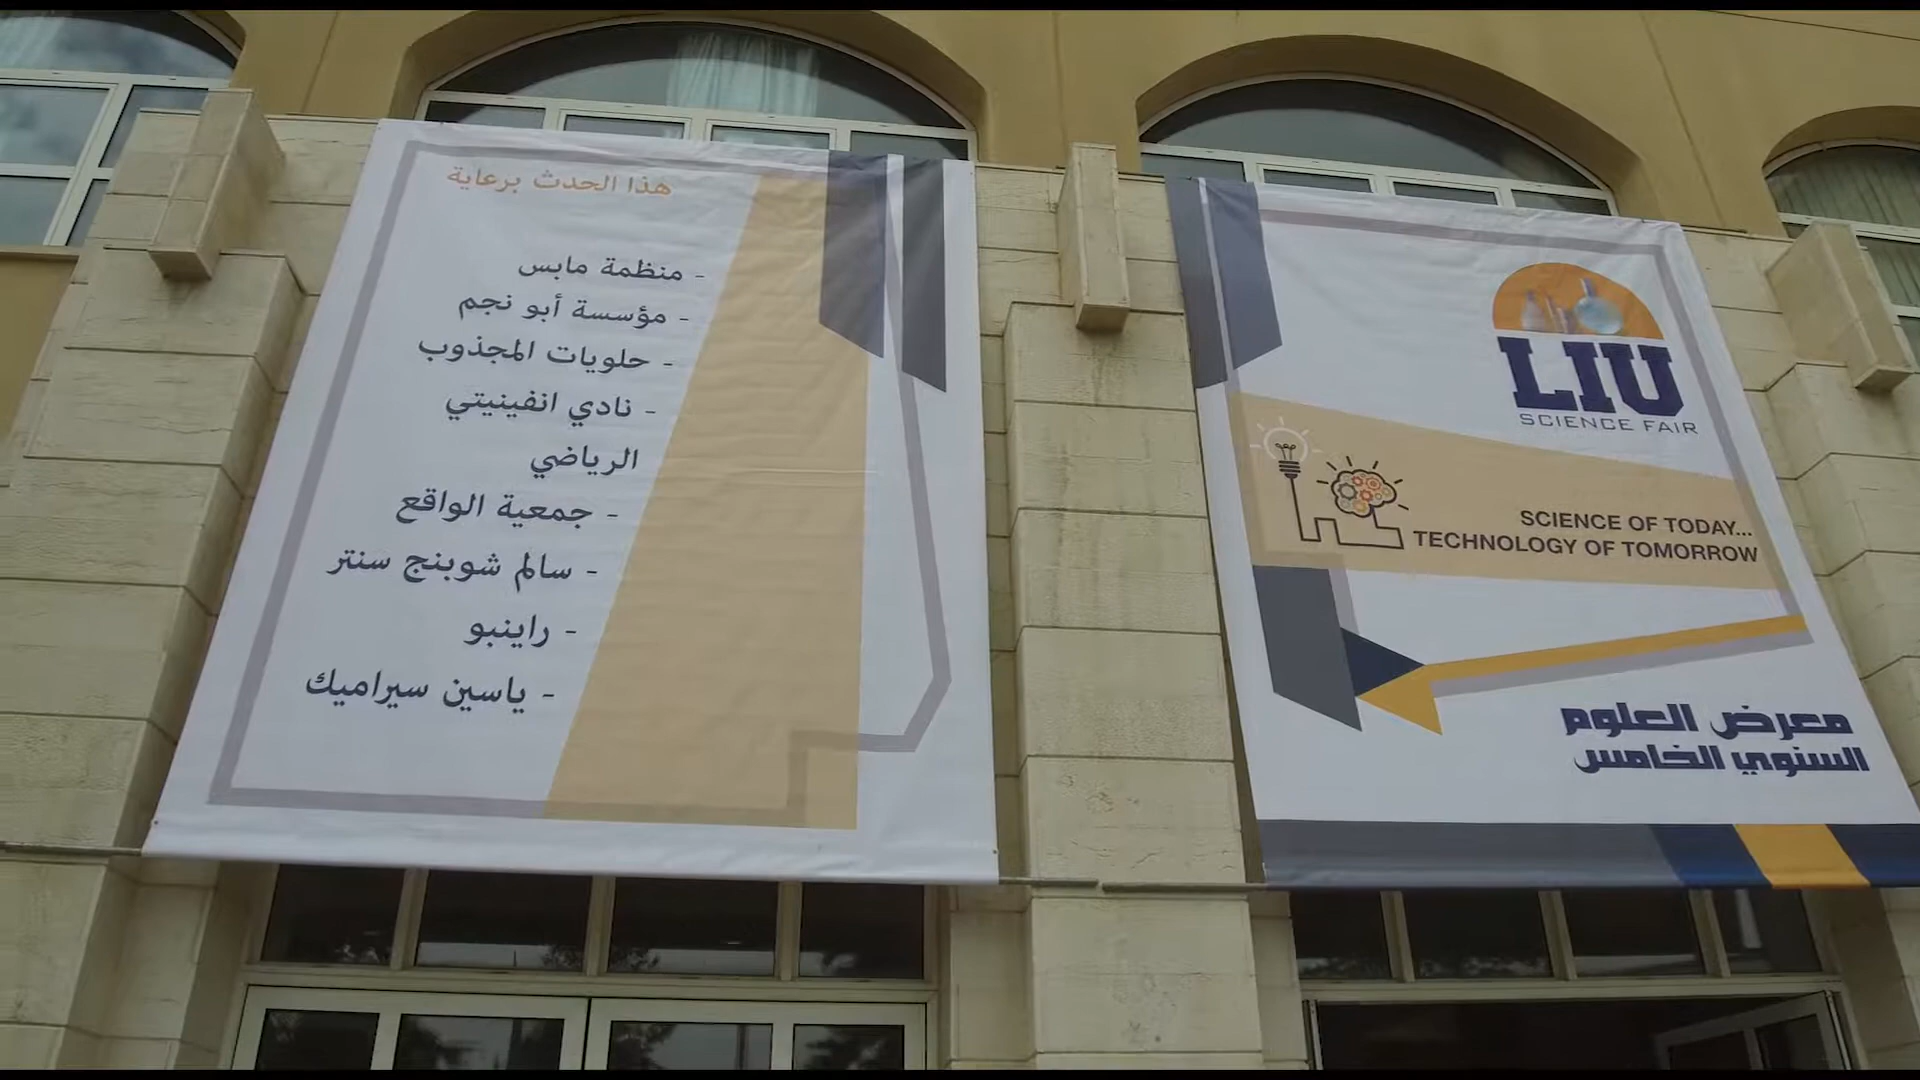 هذا الحدث برعاية
- منظمة مابس
- مؤسسة أبو نجم
- حلويات المجذوب
- نادي انفينيتي
الرياضي
- جمعية الواقع
- سالم شوبنج سنتر
- راينبو
- ياسين سيراميك
LIU
SCIENCE FAIR
SCIENCE OF TODAY...
TECHNOLOGY OF TOMORROW
معرض العلوم
السنوي الخامس